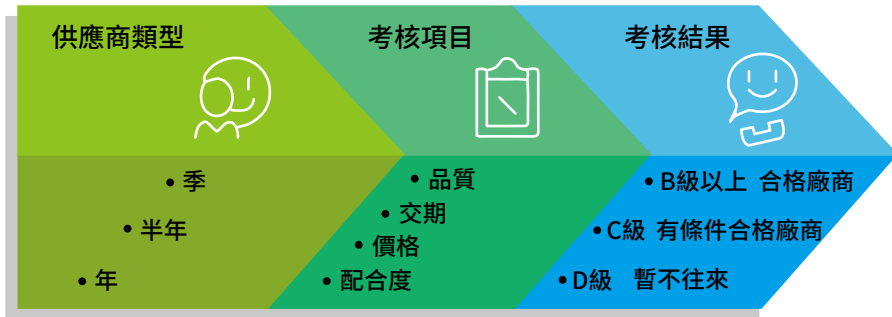 供應商類型
• 季
• 半年
• 年
考核項目
• 品質
• 交期
• 價格
• 配合度
考核結果
• B級以上 合格廠商
• C級 有條件合格廠商
• D級 暫不往來